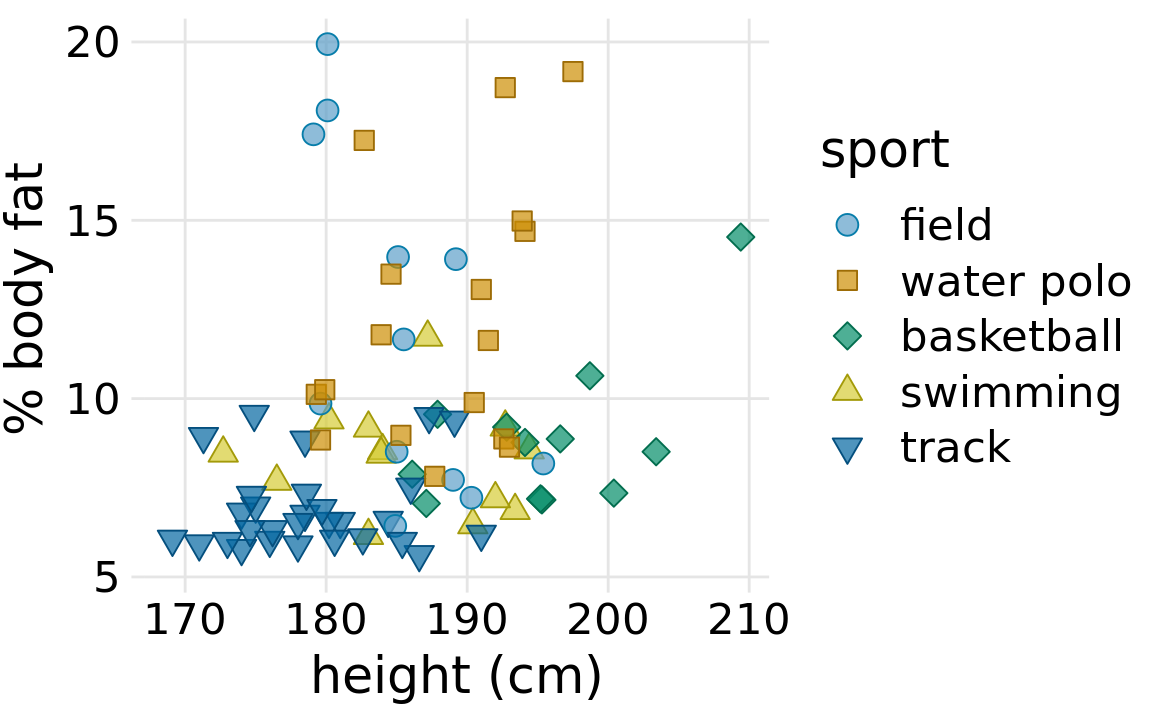 20
15
10
5
% body fat
170 180 190 200 210
height (cm)
sport
field
water polo
basketball
swimming
track